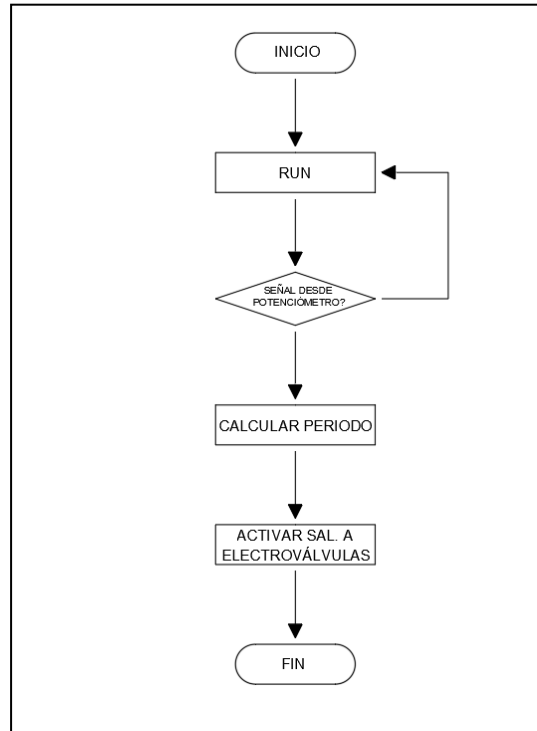 INICIO
RUN
SEÑAL DESDE
POTENCIÓMETRO?
CALCULAR PERIODO
ACTIVAR SAL. A
ELECTROVÁLVULAS
FIN